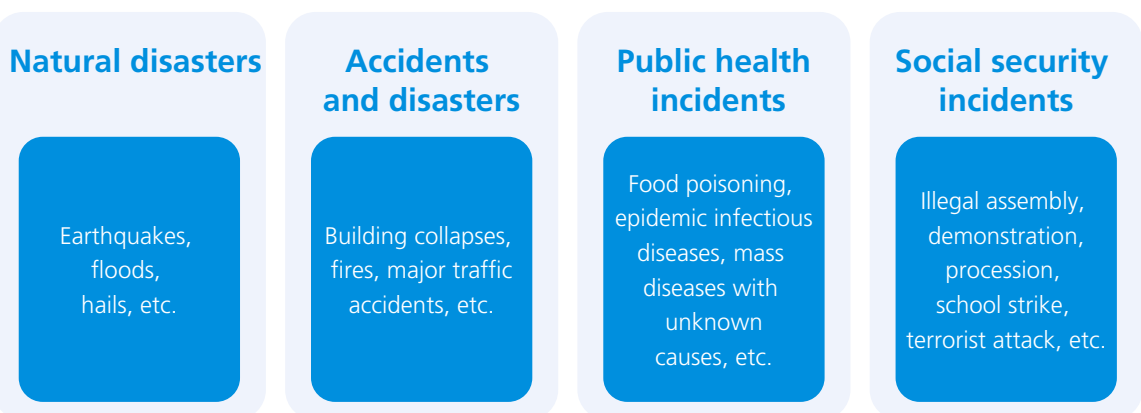 Natural disasters
Earthquakes,
floods,
hails, etc.
Accidents
and disasters
Building collapses,
fires, major traffic
accidents, etc.
Public health
incidents
Food poisoning,
epidemic infectious
diseases, mass
diseases with
unknown
causes, etc.
Social security
incidents
Illegal assembly,
demonstration,
procession,
school strike,
terrorist attack, etc.